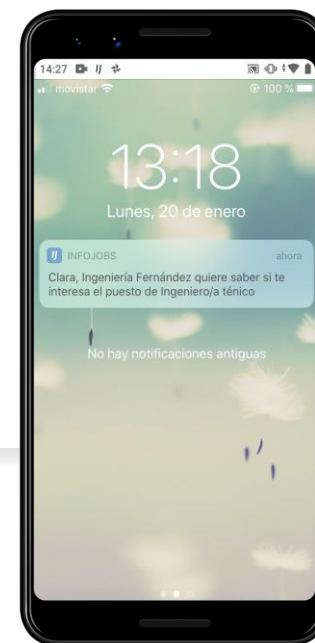 14:27
movistar 100 %
13:18
Lunes, 20 de enero
INFOJOBS ahora
Clara, Ingeniería Fernández quiere saber si te
interesa el puesto de Ingeniero/a ténico
No hay notificaciones antiguas